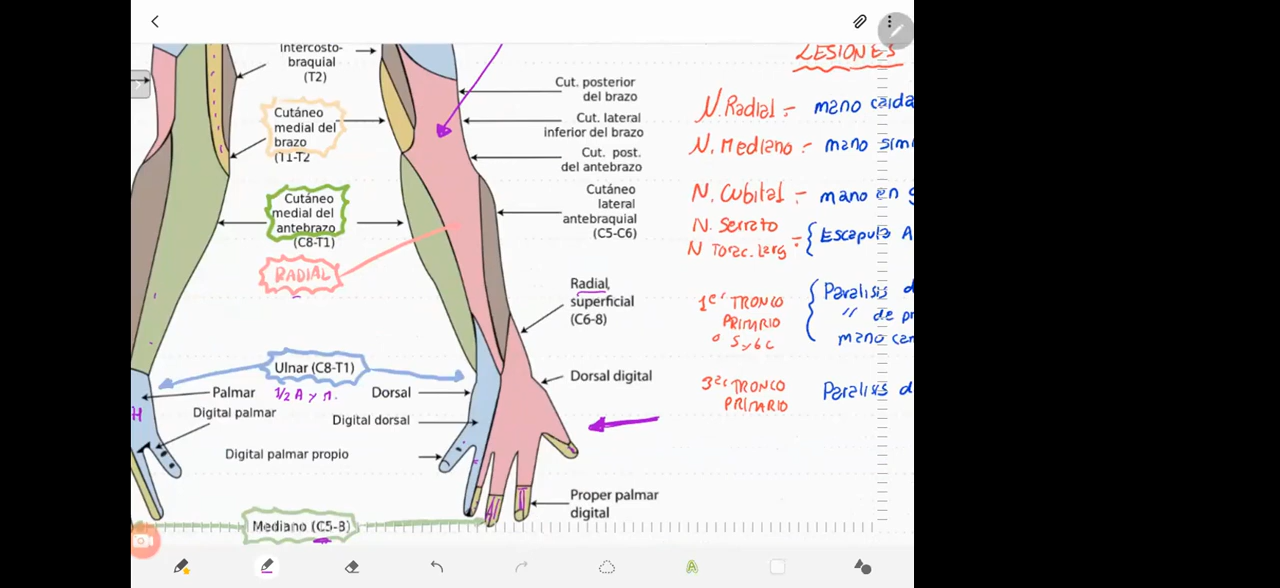 Intercosto-
braquial
(T2)
Cutáneo
medial del
brazo
(T1-T2
Cutáneo
medial del
antebrazo
(C8-T1)
RADIAL
Ulnar (C8-T1)
Palmar
½ A y M.
Dorsal
Digital palmar
Digital dorsal
Digital palmar propio
Mediano (C5-8)
H
A
I
Cut. posterior
del brazo
Cut. lateral
inferior del brazo
Cut. post.
del antebrazo
Cutáneo
lateral
antebraquial
(C5-C6)
Radial,
superficial
(C6-8)
Dorsal digital
Proper palmar
digital
LESIONES
N. Radial = mano caida
N. Mediano = mano simi
N. Cubital = mano en g
N. Serrato
N Torac. Larg = { Escapula A
1er TRONCO
PRIMARIO
Paralisis d
" de pr
mano car
3er TRONCO
PRIMARIO
Paralisis d
A